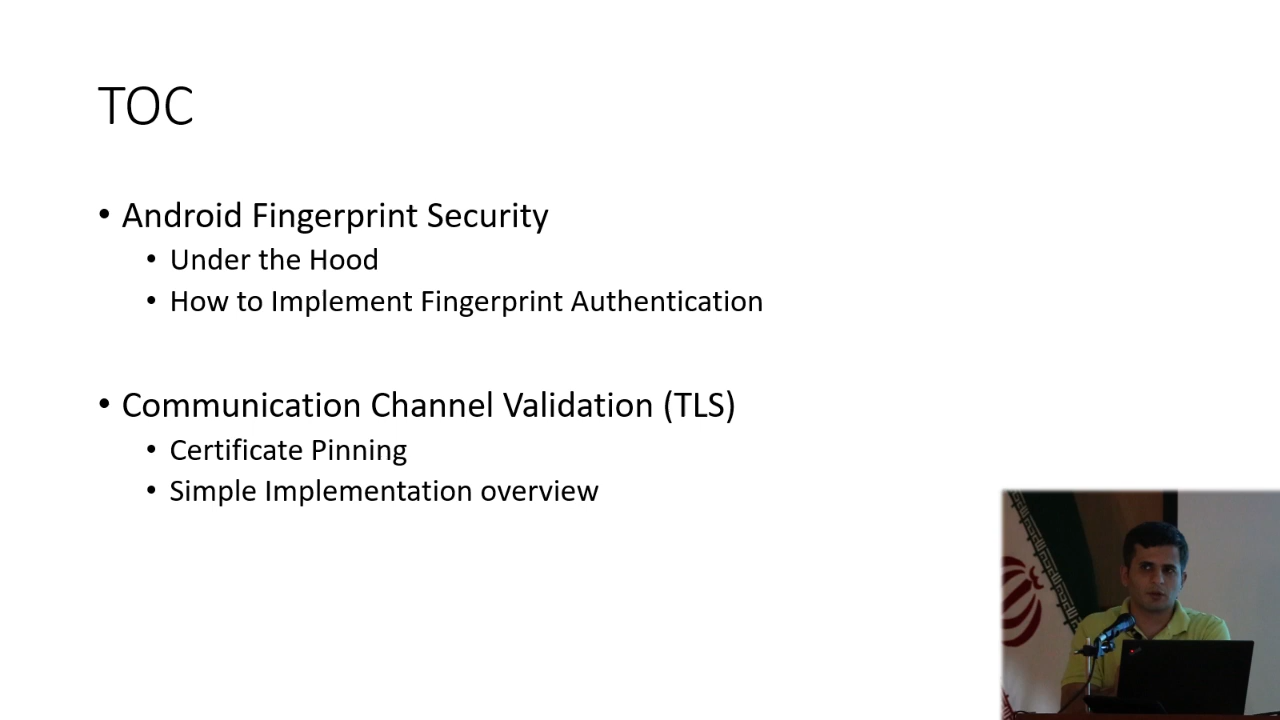 TOC
• Android Fingerprint Security
• Under the Hood
• How to Implement Fingerprint Authentication
• Communication Channel Validation (TLS)
• Certificate Pinning
• Simple Implementation overview